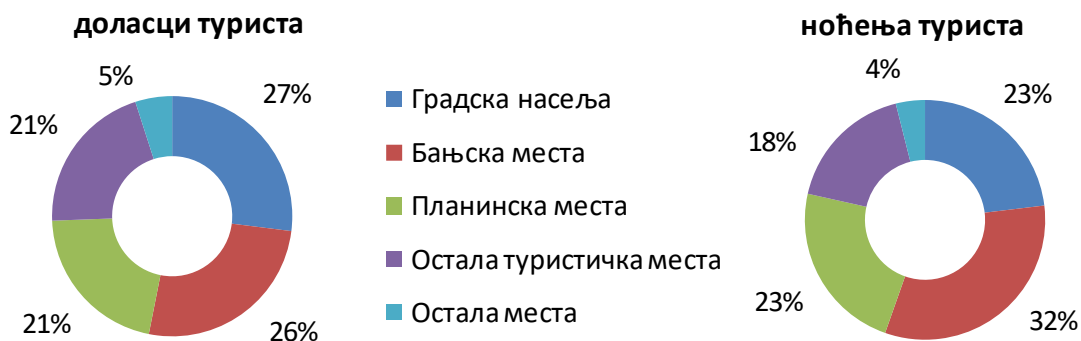 доласци туриста
5%
27%
21%
21%
26%
Градска насеља
Бањска места
Планинска места
Остала туристичка места
Остала места
ноћења туриста
4%
23%
18%
23%
32%